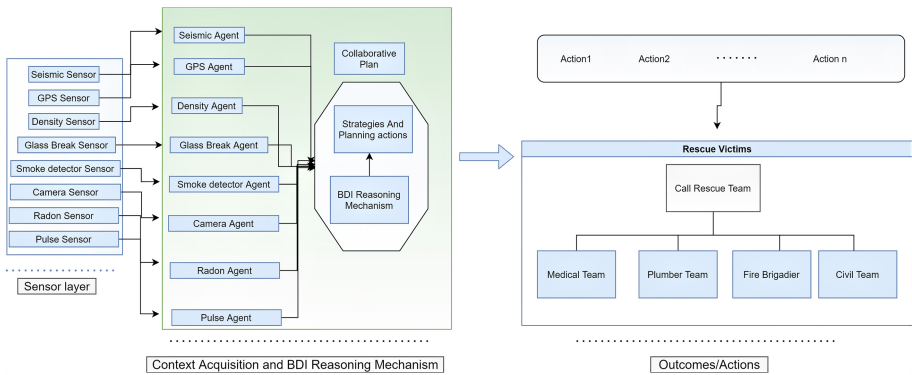 Seismic Sensor
GPS Sensor
Density Sensor
Glass Break Sensor
Smoke detector Sensor
Camera Sensor
Radon Sensor
Pulse Sensor
Sensor layer
Seismic Agent
GPS Agent
Density Agent
Glass Break Agent
Smoke detector Agent
Camera Agent
Radon Agent
Pulse Agent
Collaborative
Plan
Strategies And
Planning actions
BDI Reasoning
Mechanism
Context Acquisition and BDI Reasoning Mechanism
Action1 Action2 ....... Action n
Rescue Victims
Call Rescue Team
Medical Team Plumber Team Fire Brigadier Civil Team
Outcomes/Actions